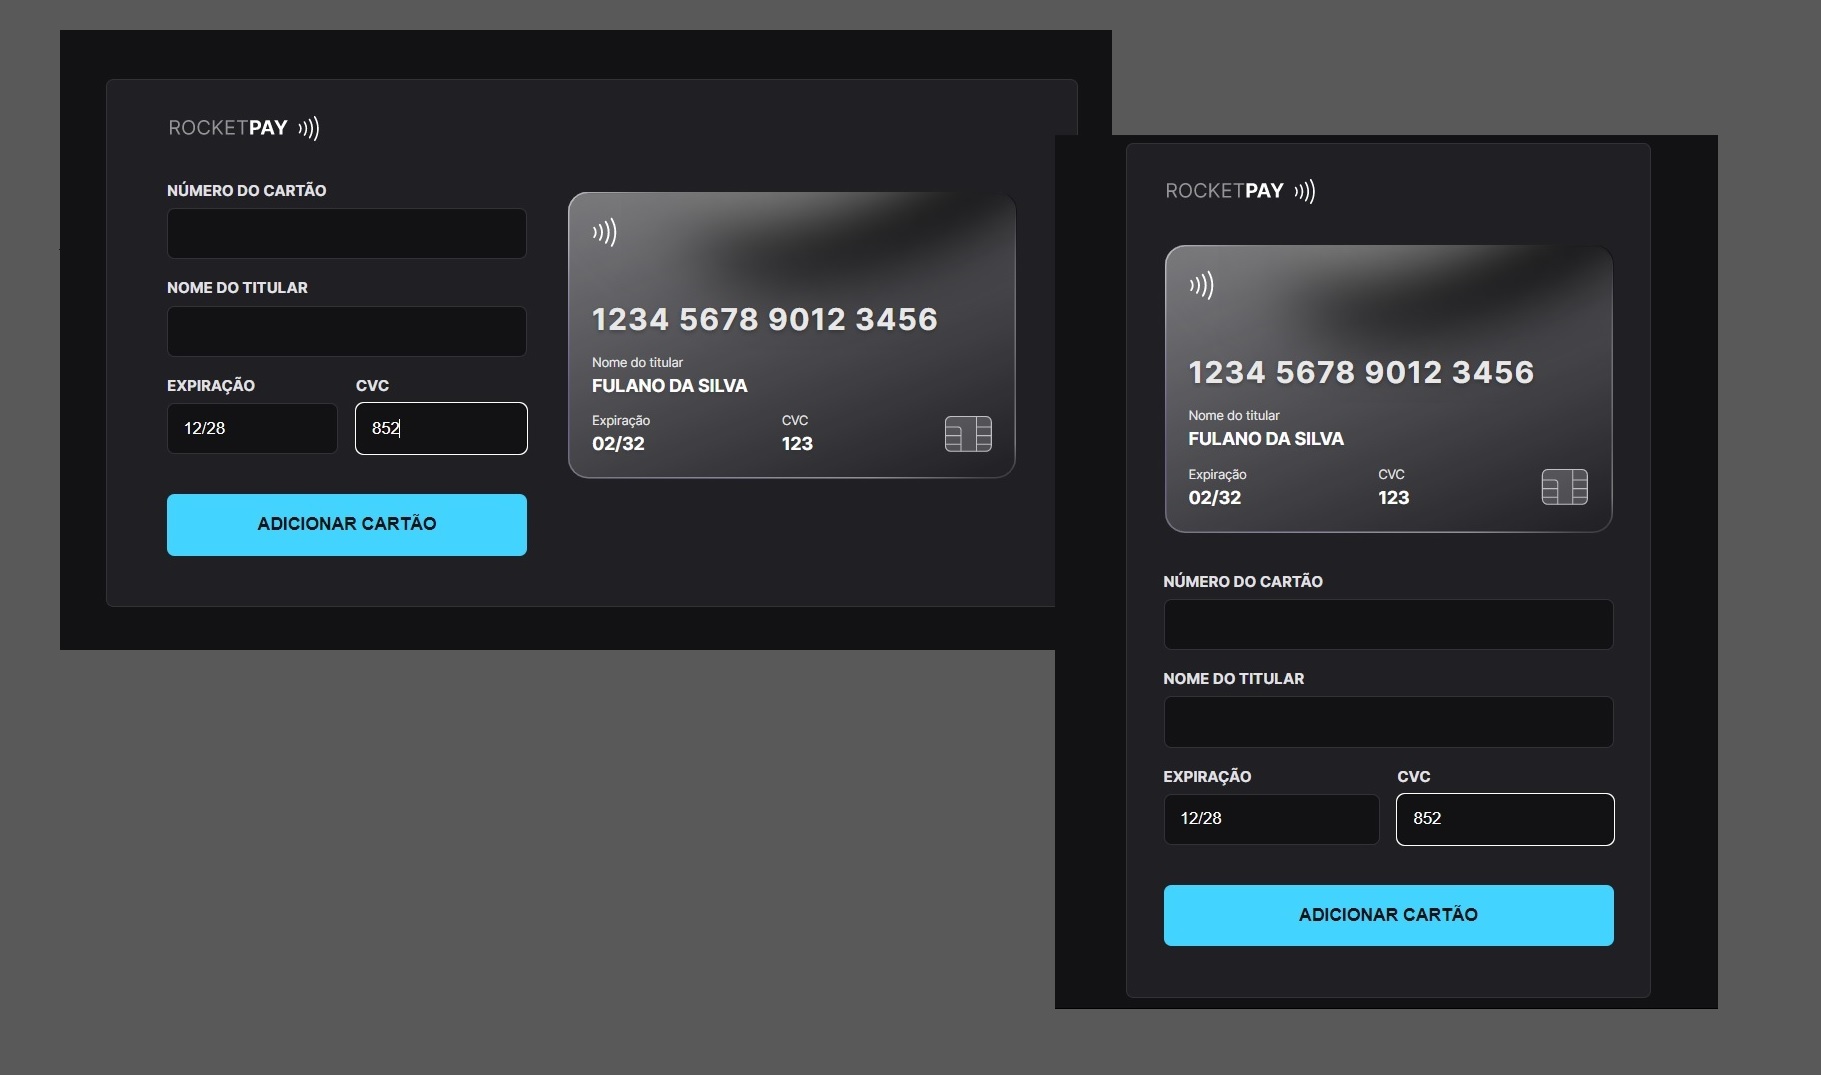 ROCKETPAY
NÚMERO DO CARTÃO
NOME DO TITULAR
EXPIRAÇÃO CVC
12/28 852
ADICIONAR CARTÃO
1234 5678 9012 3456
Nome do titular
FULANO DA SILVA
Expiração CVC
02/32 123
ROCKETPAY
1234 5678 9012 3456
Nome do titular
FULANO DA SILVA
Expiração CVC
02/32 123
NÚMERO DO CARTÃO
NOME DO TITULAR
EXPIRAÇÃO CVC
12/28 852
ADICIONAR CARTÃO